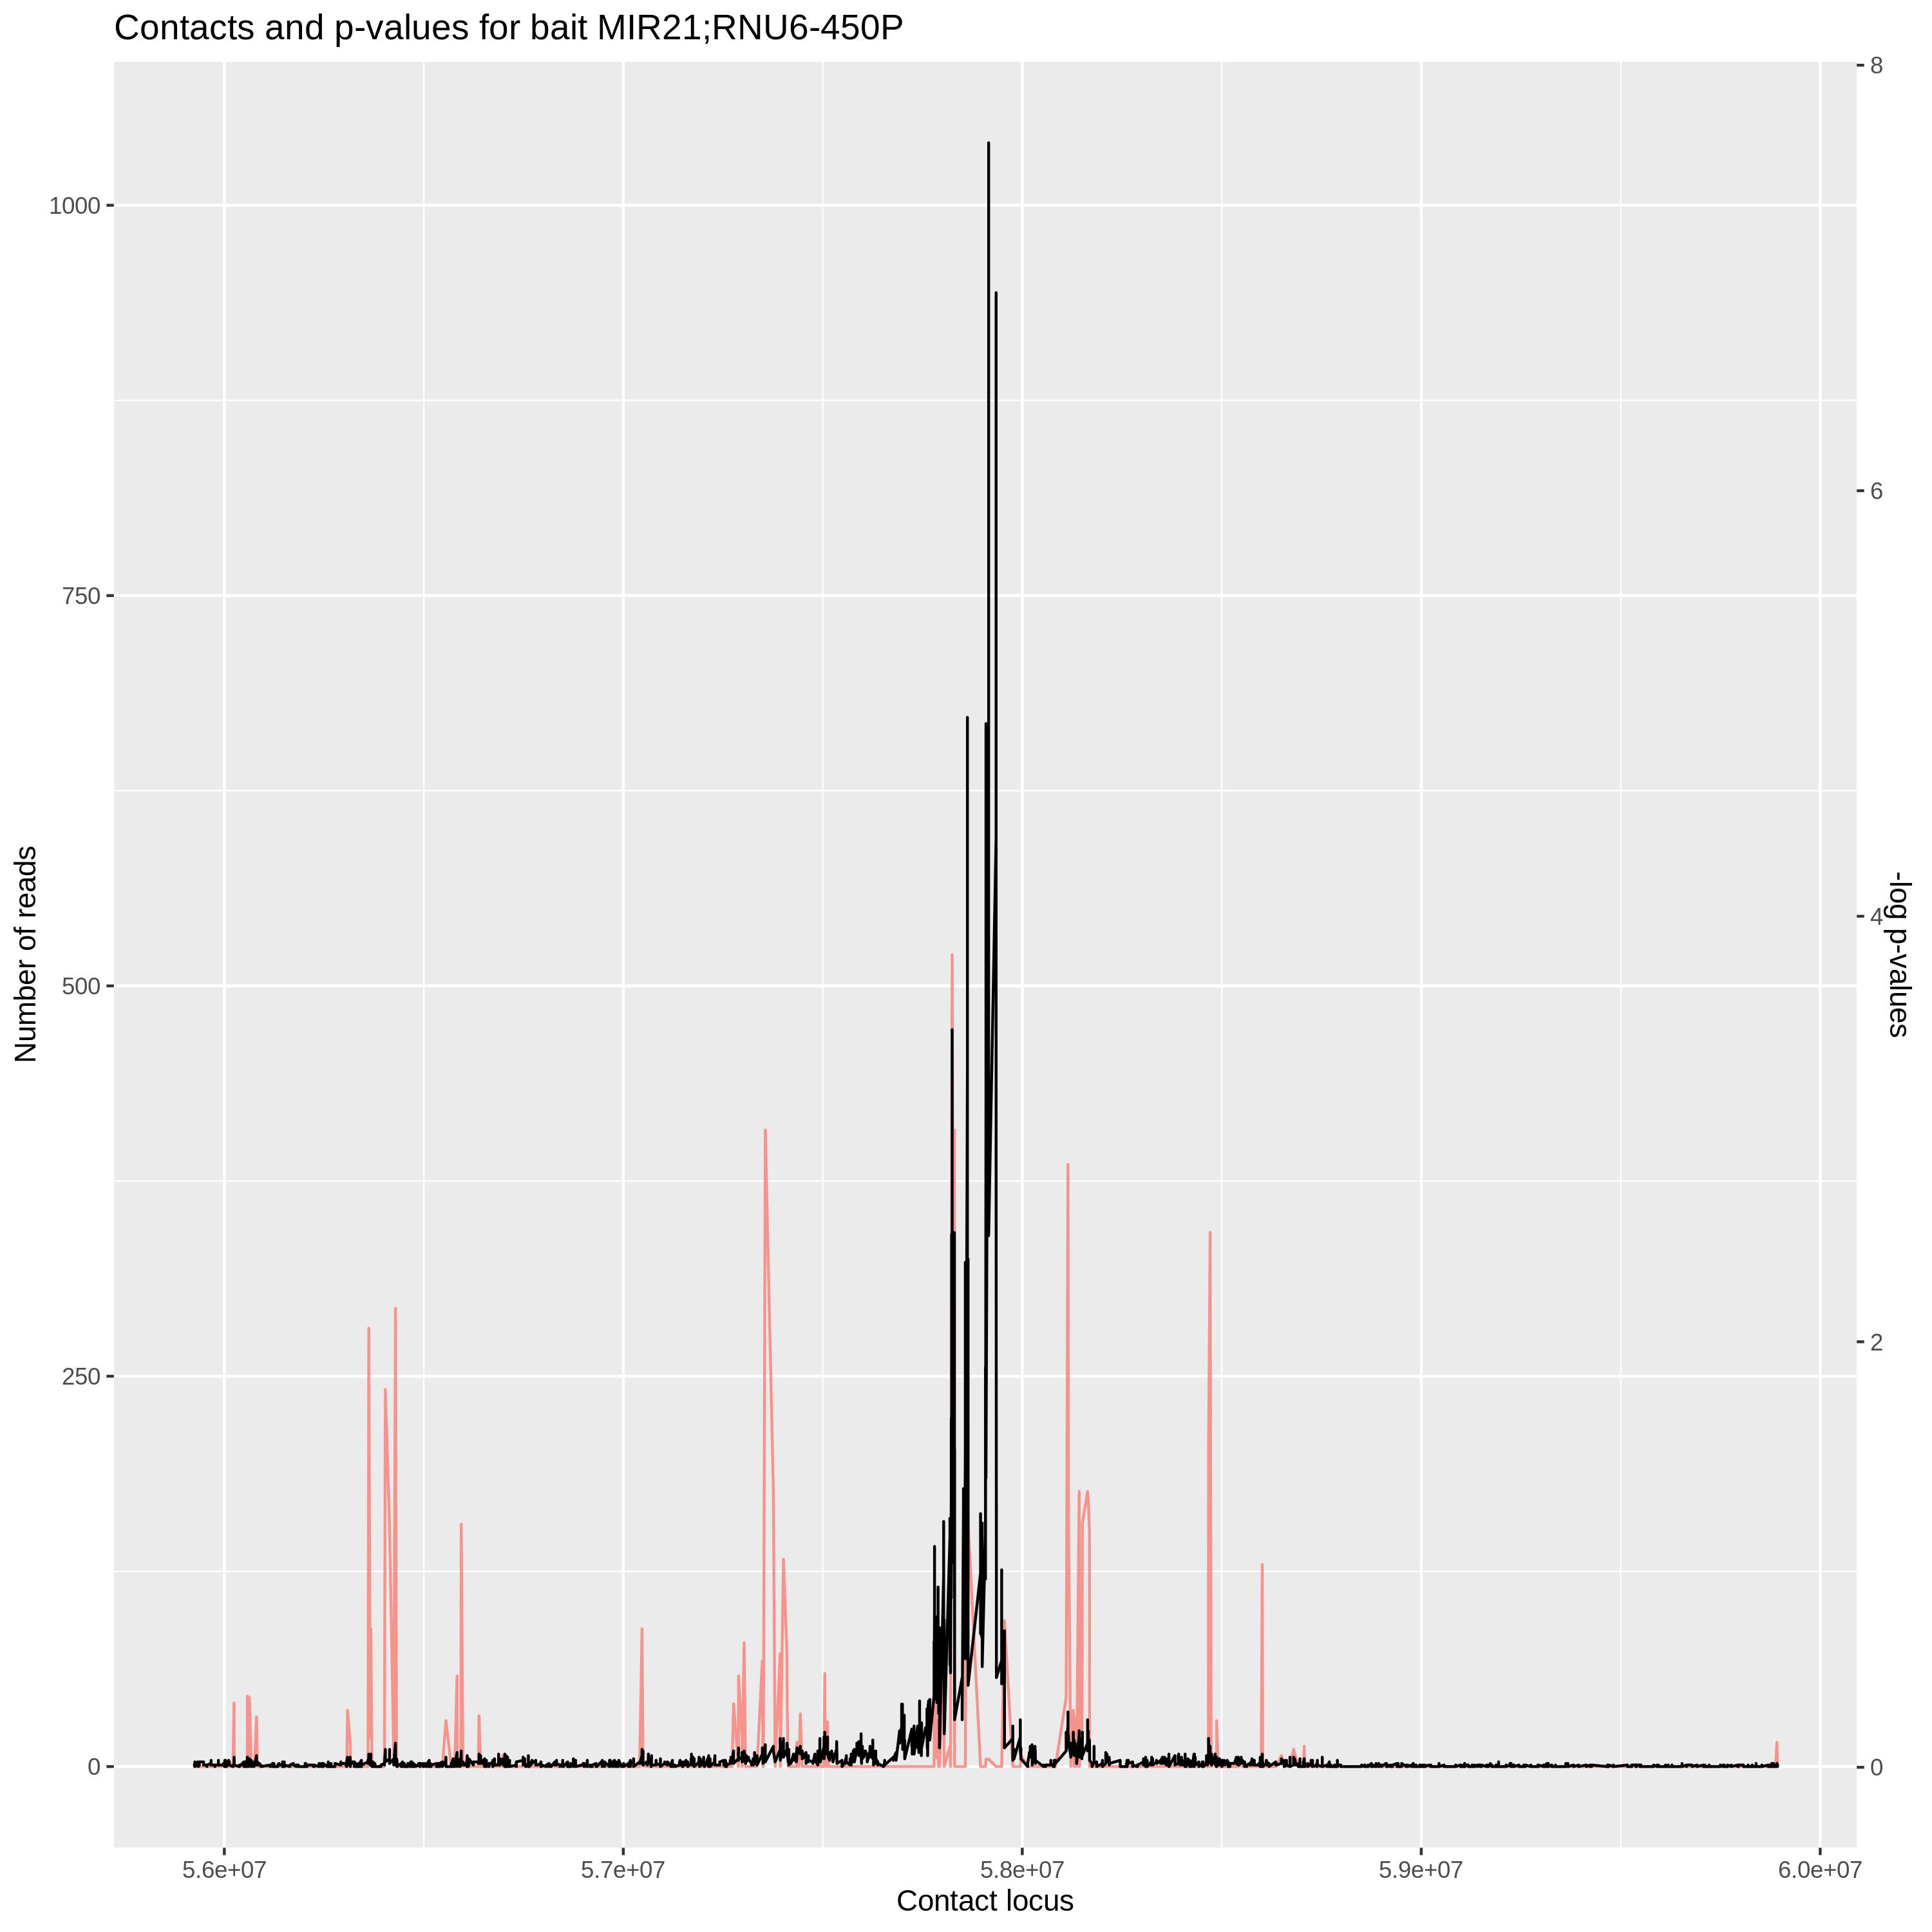 Contacts and p-values for bait MIR21;RNU6-450P
1000
750
500
250
0
Number of reads
8
6
4
2
0
-log p-values
5.6e+07
5.7e+07
5.8e+07
5.9e+07
6.0e+07
Contact locus